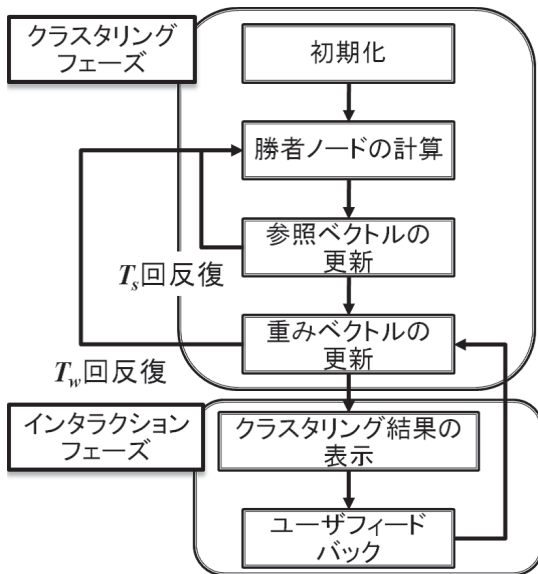 クラスタリング
フェーズ
初期化
勝者ノードの計算
参照ベクトルの
更新
T_s回反復
重みベクトルの
更新
T_w回反復
インタラクション
フェーズ
クラスタリング結果の
表示
ユーザフィード
バック